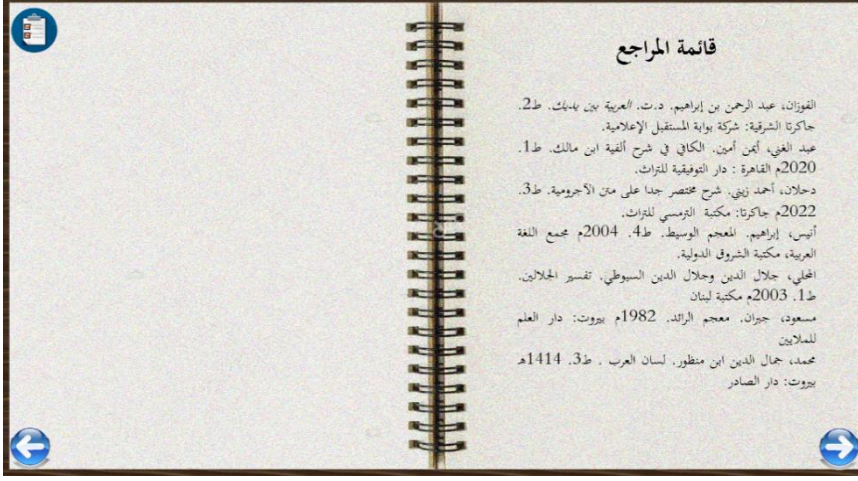 قائمة المراجع
الفوزان، عبد الرحمن بن إبراهيم. د.ت. العربية بين يديك. ط2.
جاكرتا الشرقية: شركة بوابة المستقبل الإعلامية.
عبد الغني، أيمن أمين. الكافي في شرح ألفية ابن مالك. ط1.
2020م القاهرة : دار التوفيقية للتراث.
دحلان، أحمد زيني. شرح مختصر جدا على متن الآجرومية. ط3.
2022م جاكرتا: مكتبة الترمسي للتراث.
أنيس، إبراهيم. المعجم الوسيط. ط4. 2004م مجمع اللغة
العربية، مكتبة الشروق الدولية.
المحلي، جلال الدين وجلال الدين السيوطي. تفسير الجلالين.
ط1. 2003م مكتبة لبنان
مسعود، جبران. معجم الرائد. 1982م بيروت: دار العلم
للملايين
محمد، جمال الدين ابن منظور. لسان العرب . ط3. 1414هـ
بيروت: دار الصادر